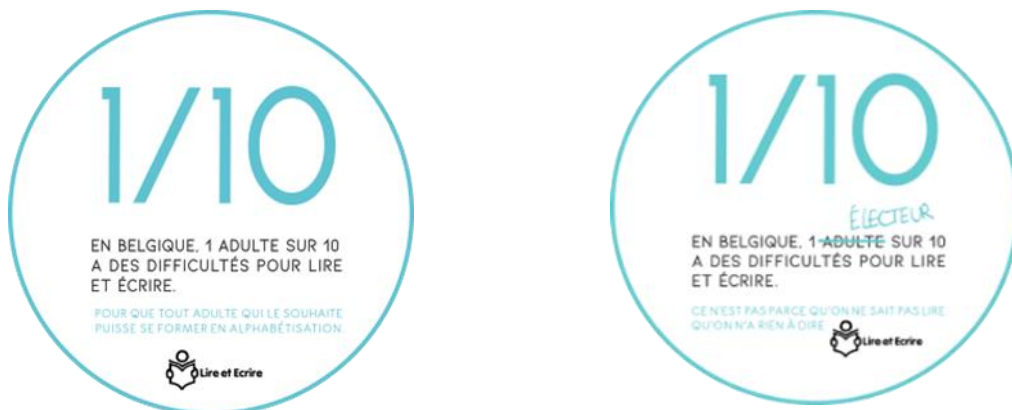 1/10
EN BELGIQUE, 1 ADULTE SUR 10
A DES DIFFICULTÉS POUR LIRE
ET ÉCRIRE.
POUR QUE TOUT ADULTE QUI LE SOUHAITE
PUISSE SE FORMER EN ALPHABÉTISATION
Lire et Ecrire
1/10
ÉLECTEUR
EN BELGIQUE, 1 ADULTE SUR 10
A DES DIFFICULTÉS POUR LIRE
ET ÉCRIRE.
CE N'EST PAS PARCE QU'ON NE SAIT PAS LIRE
QU'ON N'A RIEN À DIRE
Lire et Ecrire